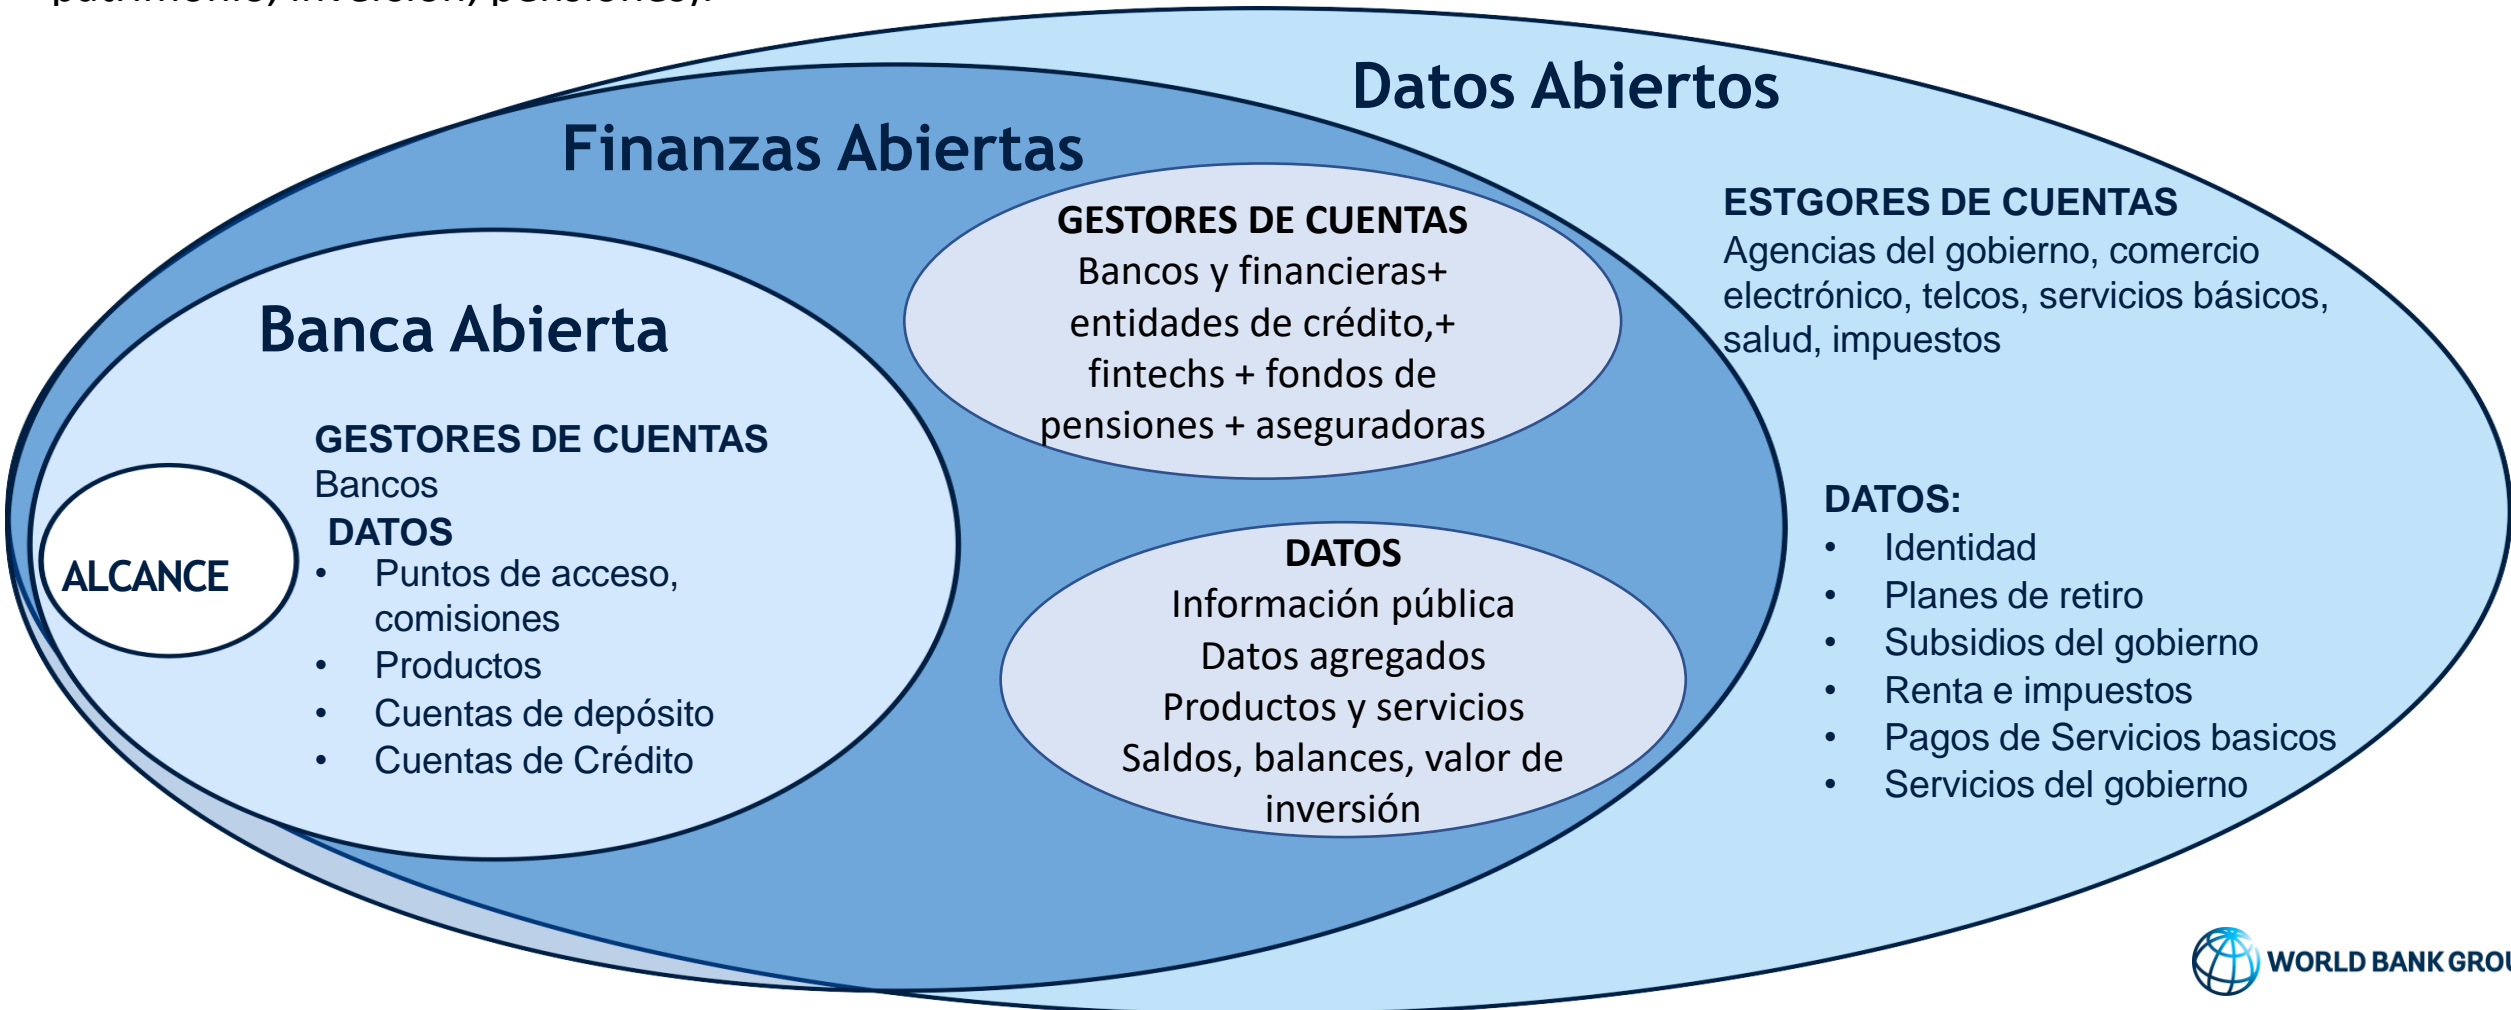 Datos Abiertos
Finanzas Abiertas
Banca Abierta
ALCANCE
GESTORES DE CUENTAS
Bancos
DATOS
• Puntos de acceso,
comisiones
• Productos
• Cuentas de depósito
• Cuentas de Crédito
GESTORES DE CUENTAS
Bancos y financieras+
entidades de crédito,+
fintechs + fondos de
pensiones + aseguradoras
DATOS
Información pública
Datos agregados
Productos y servicios
Saldos, balances, valor de
inversión
ESTGORES DE CUENTAS
Agencias del gobierno, comercio
electrónico, telcos, servicios básicos,
salud, impuestos
DATOS:
• Identidad
• Planes de retiro
• Subsidios del gobierno
• Renta e impuestos
• Pagos de Servicios basicos
• Servicios del gobierno
WORLD BANK GROU